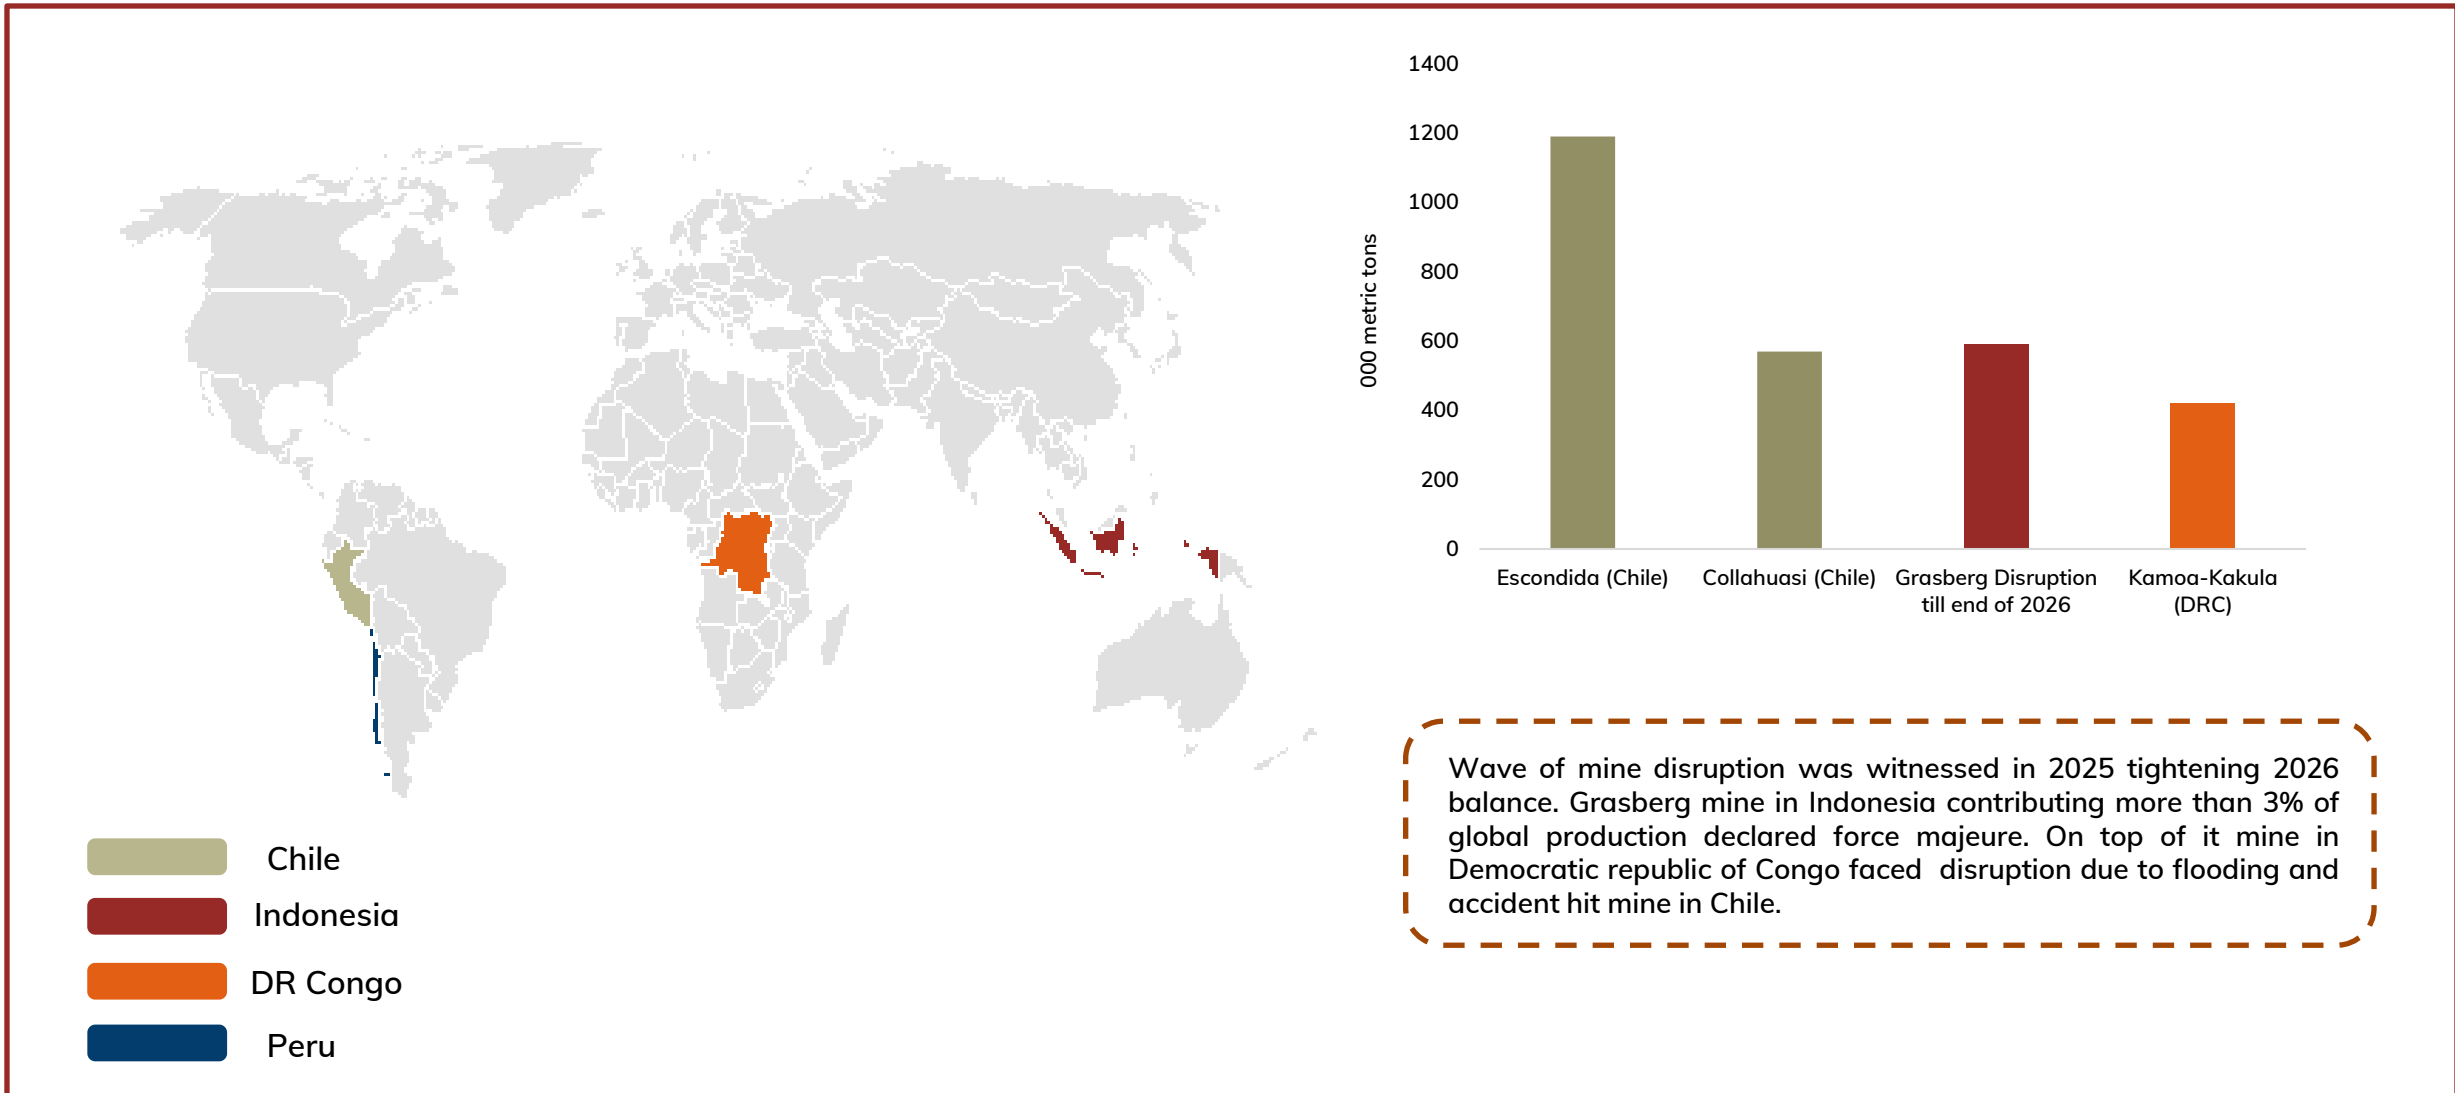 1400
1200
1000
800
600
400
200
0
000 metric tons
Escondida (Chile)
Collahuasi (Chile)
Grasberg Disruption
till end of 2026
Kamoa-Kakula
(DRC)
Wave of mine disruption was witnessed in 2025 tightening 2026
balance. Grasberg mine in Indonesia contributing more than 3% of
global production declared force majeure. On top of it mine in
Democratic republic of Congo faced  disruption due to flooding and
accident hit mine in Chile.
Chile
Indonesia
DR Congo
Peru